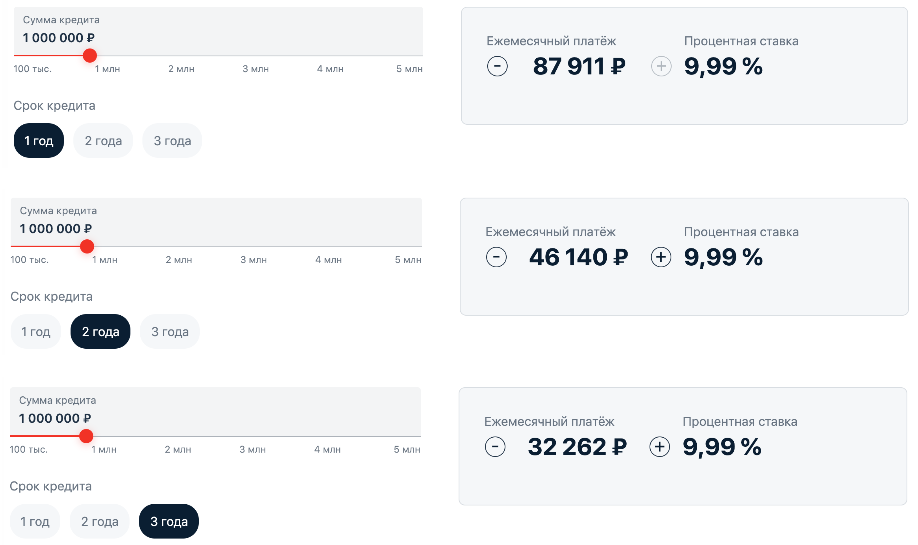 Сумма кредита
1 000 000 ₽
100 тыс. 1 млн 2 млн 3 млн 4 млн 5 млн
Срок кредита
1 год 2 года 3 года
Ежемесячный платёж Процентная ставка
- 87 911 ₽ + 9,99 %
Сумма кредита
1 000 000 ₽
100 тыс. 1 млн 2 млн 3 млн 4 млн 5 млн
Срок кредита
1 год 2 года 3 года
Ежемесячный платёж Процентная ставка
- 46 140 ₽ + 9,99 %
Сумма кредита
1 000 000 ₽
100 тыс. 1 млн 2 млн 3 млн 4 млн 5 млн
Срок кредита
1 год 2 года 3 года
Ежемесячный платёж Процентная ставка
- 32 262 ₽ + 9,99 %